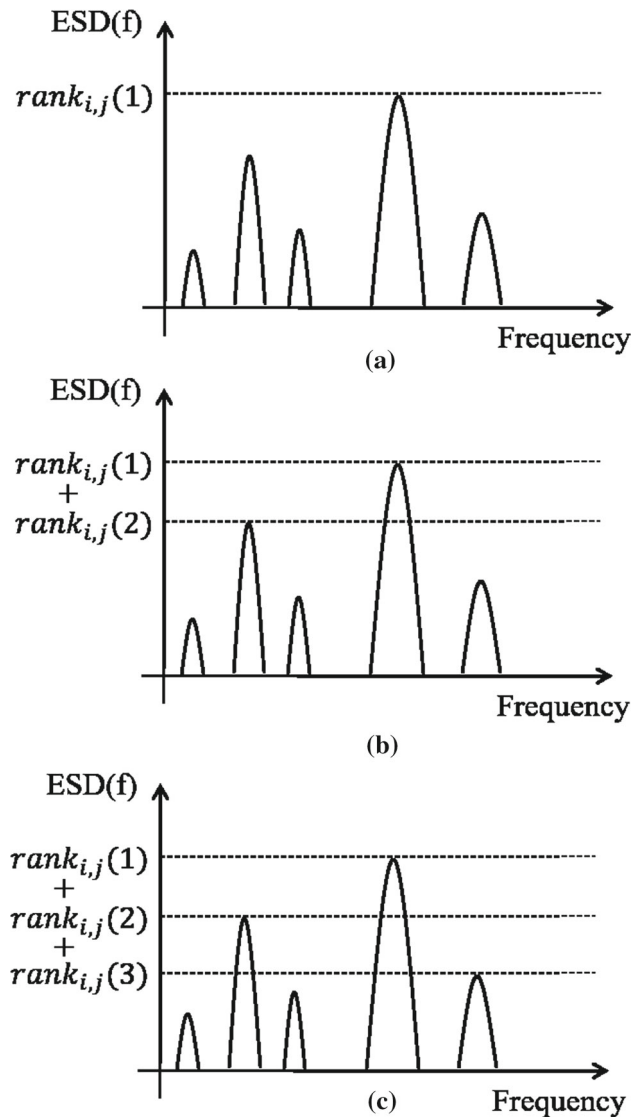 ESD(f)
rank_{i,j}(1)
Frequency
(a)
ESD(f)
rank_{i,j}(1)
+
rank_{i,j}(2)
Frequency
(b)
ESD(f)
rank_{i,j}(1)
+
rank_{i,j}(2)
+
rank_{i,j}(3)
(c)
Frequency